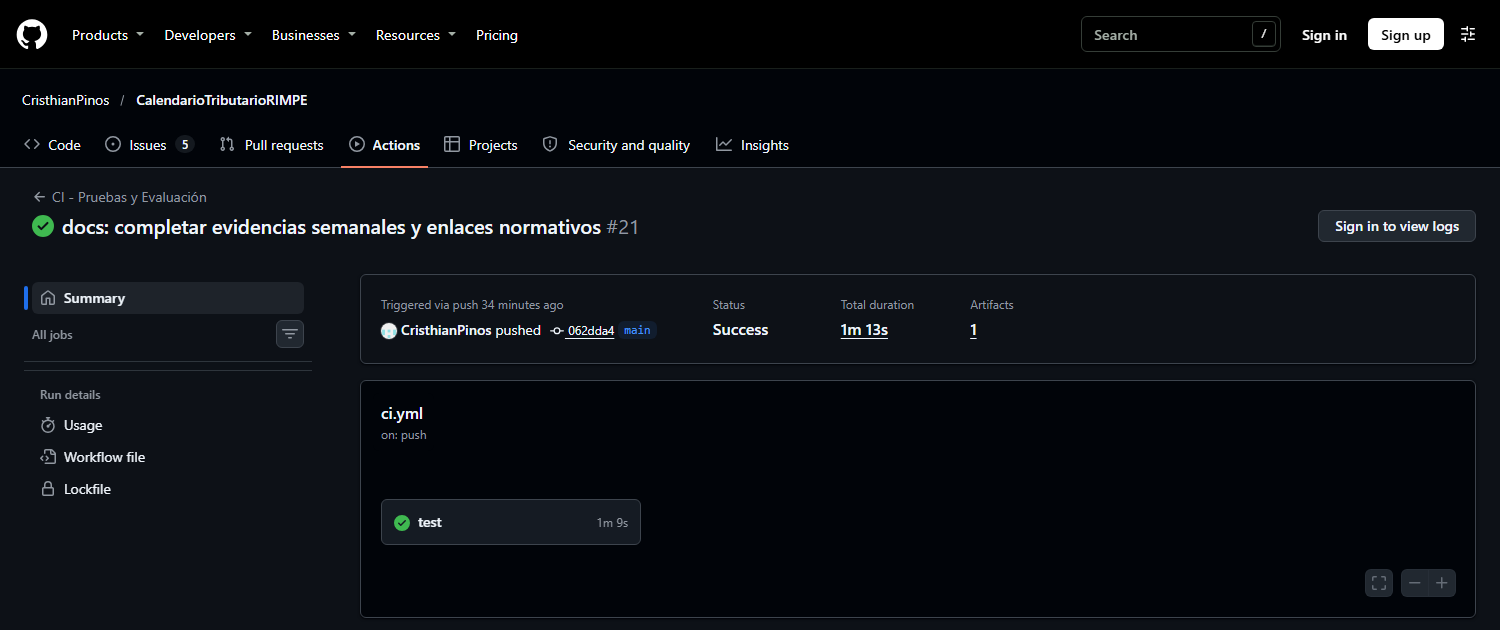 Products Developers Businesses Resources Pricing Search / Sign in Sign up
CristhianPinos / CalendarioTributarioRIMPE
Code Issues 5 Pull requests Actions Projects Security and quality Insights
← CI - Pruebas y Evaluación
docs: completar evidencias semanales y enlaces normativos #21
Sign in to view logs
Summary
All jobs
Run details
Usage
Workflow file
Lockfile
Triggered via push 34 minutes ago
CristhianPinos pushed 062dda4 main
Status
Success
Total duration
1m 13s
Artifacts
1
ci.yml
on: push
test 1m 9s